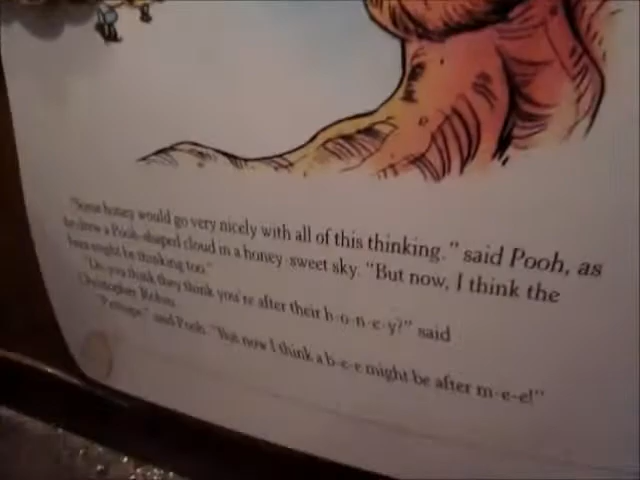 "Some honey would go very nicely with all of this thinking." said Pooh, as
he drew a Pooh-shaped cloud in a honey-sweet sky. "But now, I think the
bees might be thinking too."
"Do you think they think you're after their h-o-n-e-y?" said
Christopher Robin.
"Perhaps," said Pooh. "But now I think a b-e-e might be after m-e-e!"